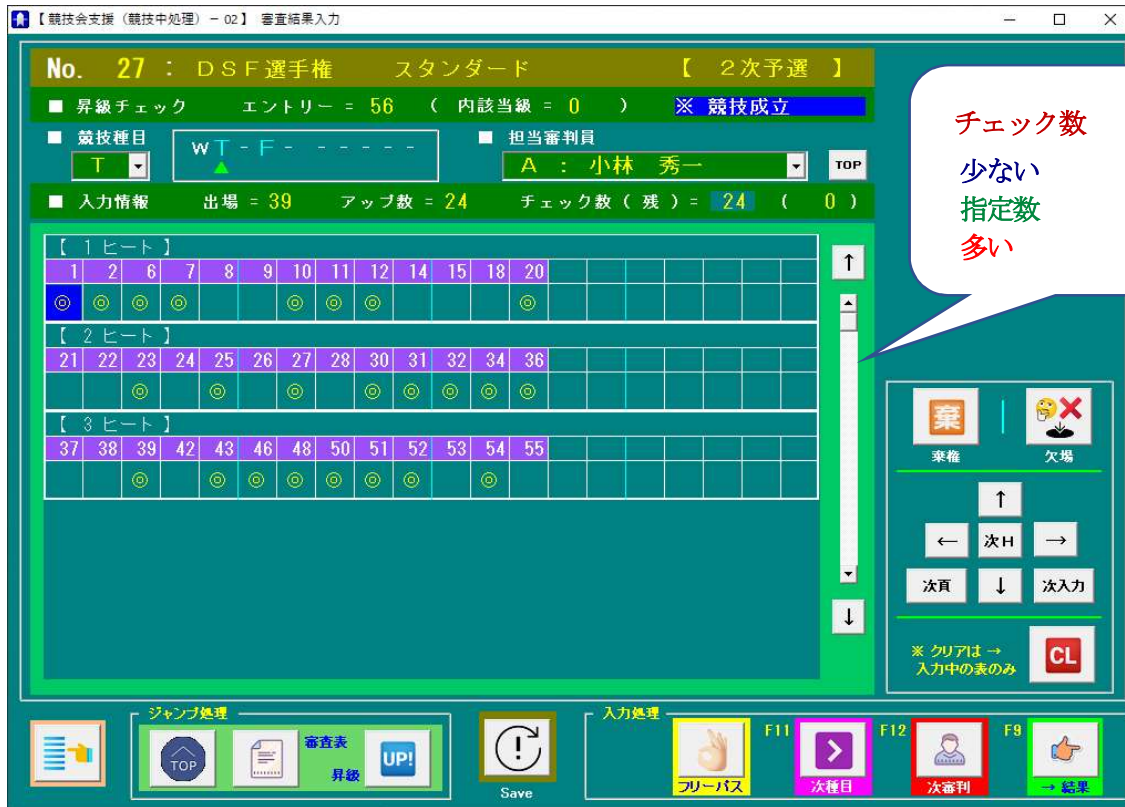 【 競技会支援（競技中処理）－02】 審査結果入力
No. 27 : DSF選手権 スタンダード 【 2次予選 】
■ 昇級チェック エントリー = 56 ( 内該当級 = 0 ) ※ 競技成立
■ 競技種目 W T - F - - - - - - ■ 担当審判員
T A : 小林 秀一 TOP
■ 入力情報 出場 = 39 アップ数 = 24 チェック数 ( 残 ) = 24 ( 0 )
チェック数
少ない
指定数
多い
【 1ヒート】
1 2 6 7 8 9 10 11 12 14 15 18 20
◎ ◎ ◎ ◎ ◎ ◎ ◎ ◎
【 2ヒート】
21 22 23 24 25 26 27 28 30 31 32 34 36
◎ ◎ ◎ ◎ ◎ ◎ ◎ ◎
【 3ヒート】
37 38 39 42 43 46 48 50 51 52 53 54 55
◎ ◎ ◎ ◎ ◎ ◎ ◎ ◎
↑
↓
棄
棄権 欠場
↑
← 次H →
次頁 ↓ 次入力
※ クリアは →
入力中の表のみ
CL
ジャンプ処理
TOP
審査表
昇級
UP!
Save
入力処理
フリーパス
F11
次種目
F12
次審判
F9
→ 結果